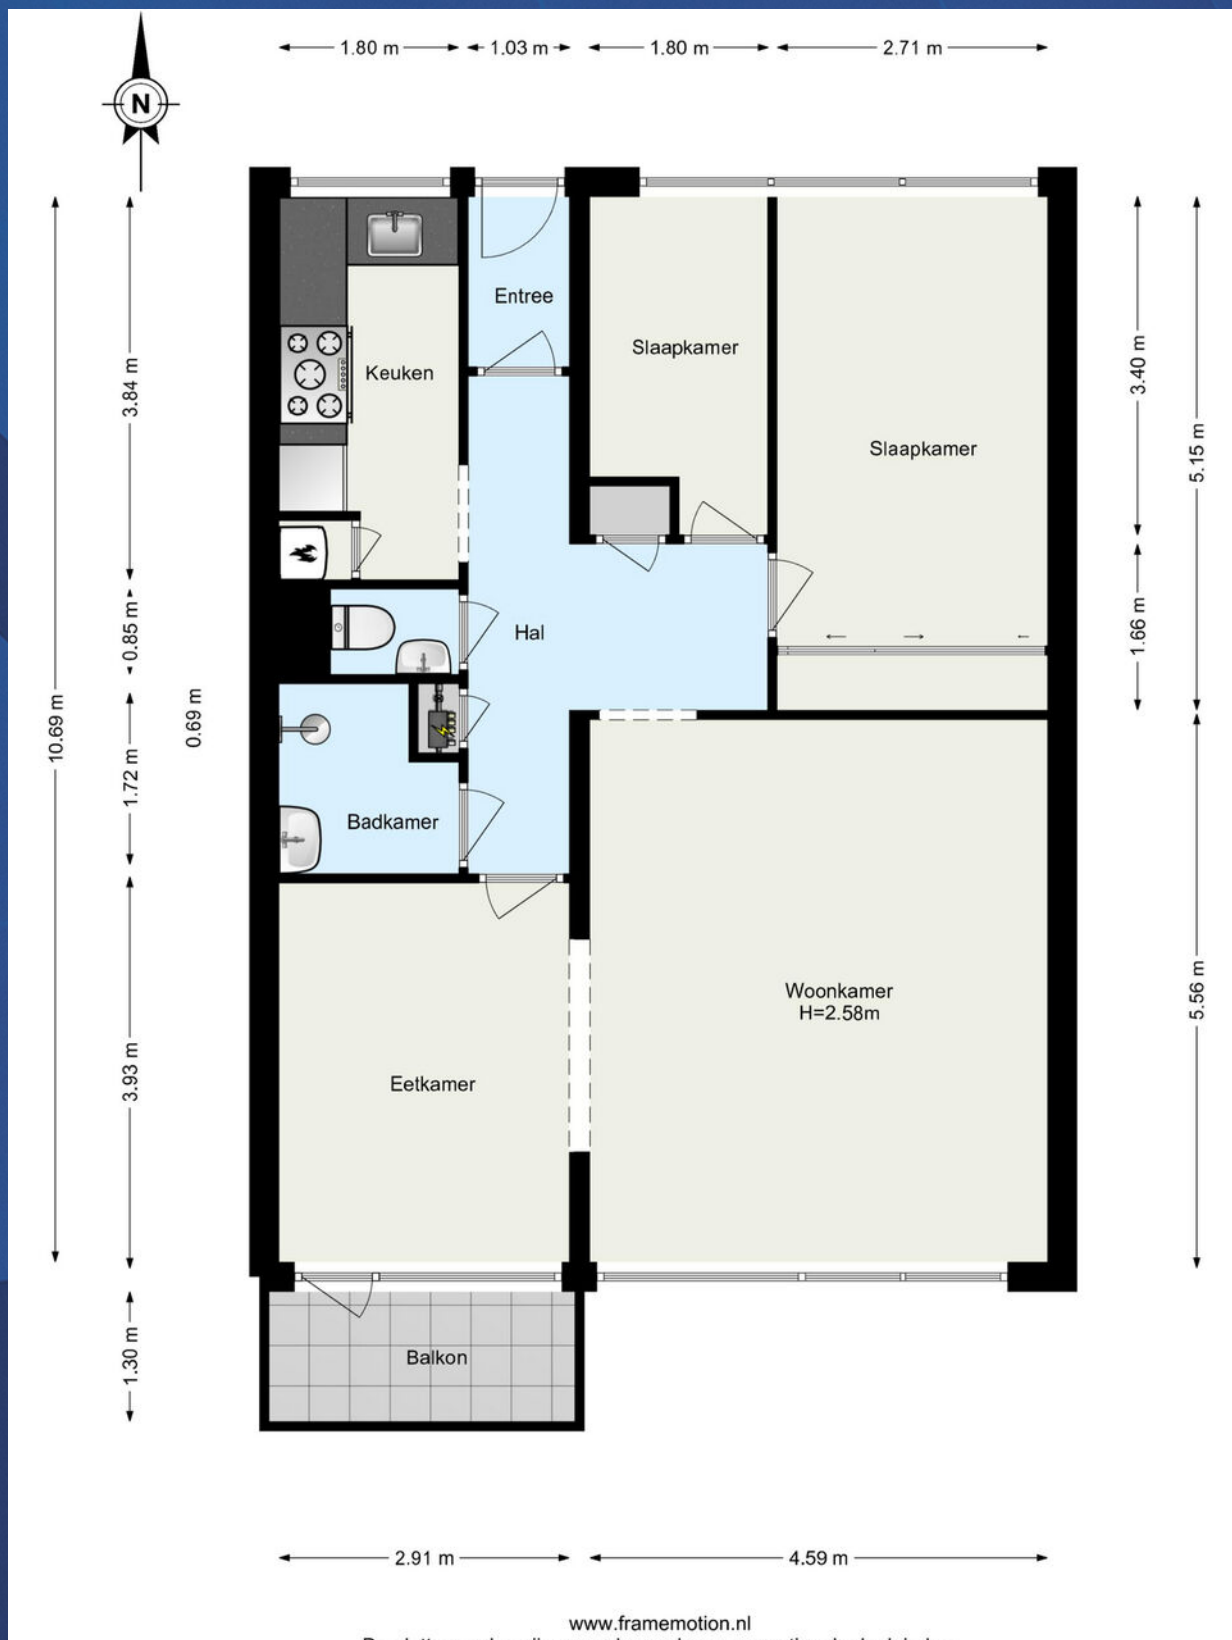 1.80 m
1.03 m
1.80 m
2.71 m
N
Entree
Slaapkamer
Keuken
Slaapkamer
3.84 m
3.40 m
5.15 m
Hal
0.85 m
1.66 m
10.69 m
0.69 m
1.72 m
Badkamer
Woonkamer
H=2.58m
5.56 m
Eetkamer
3.93 m
Balkon
1.30 m
2.91 m
4.59 m
www.framemotion.nl